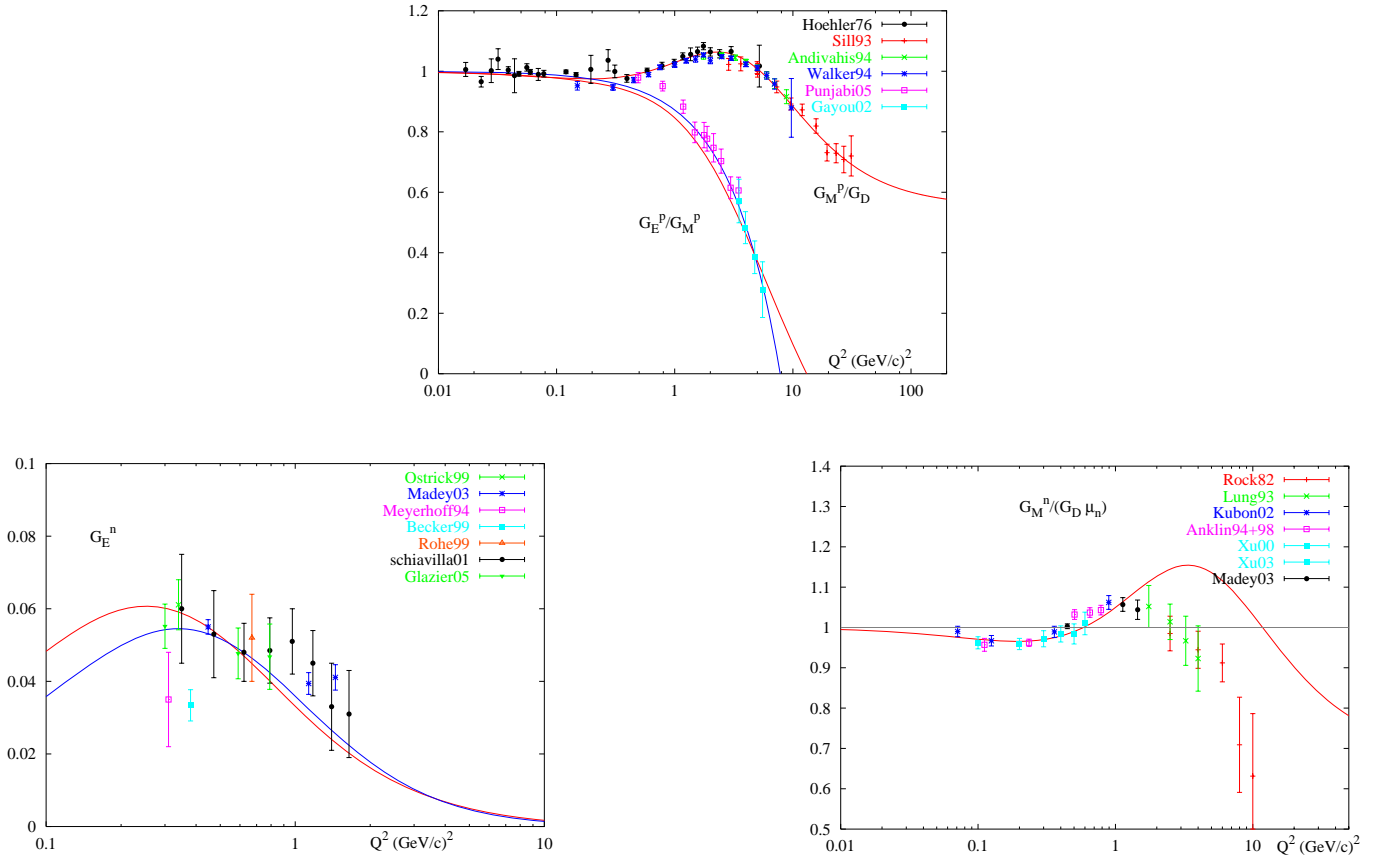 1.2
1
0.8
0.6
0.4
0.2
0
Hoehler76
Sill93
Andivahis94
Walker94
Punjabi05
Gayou02
G_M^p/G_D
G_E^p/G_M^p
Q^2 (GeV/c)^2
0.01 0.1 1 10 100
0.1
0.08
0.06
0.04
0.02
0
G_E^n
Ostrick99
Madey03
Meyerhoff94
Becker99
Rohe99
schiavilla01
Glazier05
0.1 1 Q^2 (GeV/c)^2 10
1.4
1.3
1.2
1.1
1
0.9
0.8
0.7
0.6
0.5
G_M^n/(G_D μ_n)
Rock82
Lung93
Kubon02
Anklin94+98
Xu00
Xu03
Madey03
0.01 0.1 1 10 Q^2 (GeV/c)^2